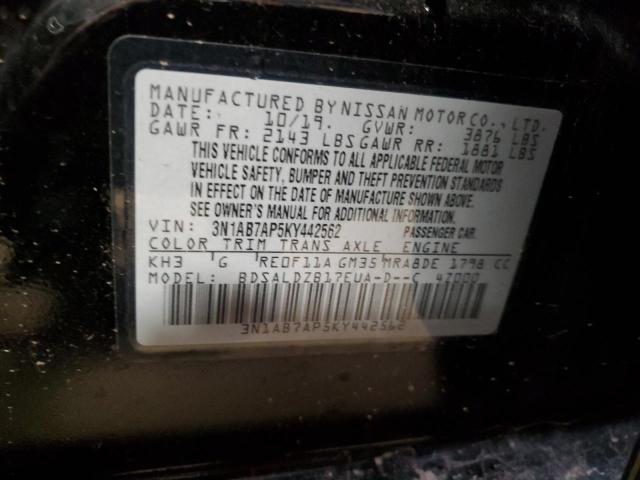 MANUFACTURED BY NISSAN MOTOR CO., LTD.
DATE: 10/19. GVWR: 3876 LBS
GAWR FR: 2143 LBS GAWR RR: 1881 LBS
THIS VEHICLE CONFORMS TO ALL APPLICABLE FEDERAL MOTOR
VEHICLE SAFETY, BUMPER AND THEFT PREVENTION STANDARDS
IN EFFECT ON THE DATE OF MANUFACTURE SHOWN ABOVE.
SEE OWNER'S MANUAL FOR ADDITIONAL INFORMATION.
VIN: 3N1AB7AP5KY442562 PASSENGER CAR.
COLOR TRIM TRANS AXLE ENGINE
KH3 G RE0F11A GM35 MRA8DE 1798 CC
MODEL: BDSALDZB17EUA-D--C 47000
3N1AB7AP5KY442562